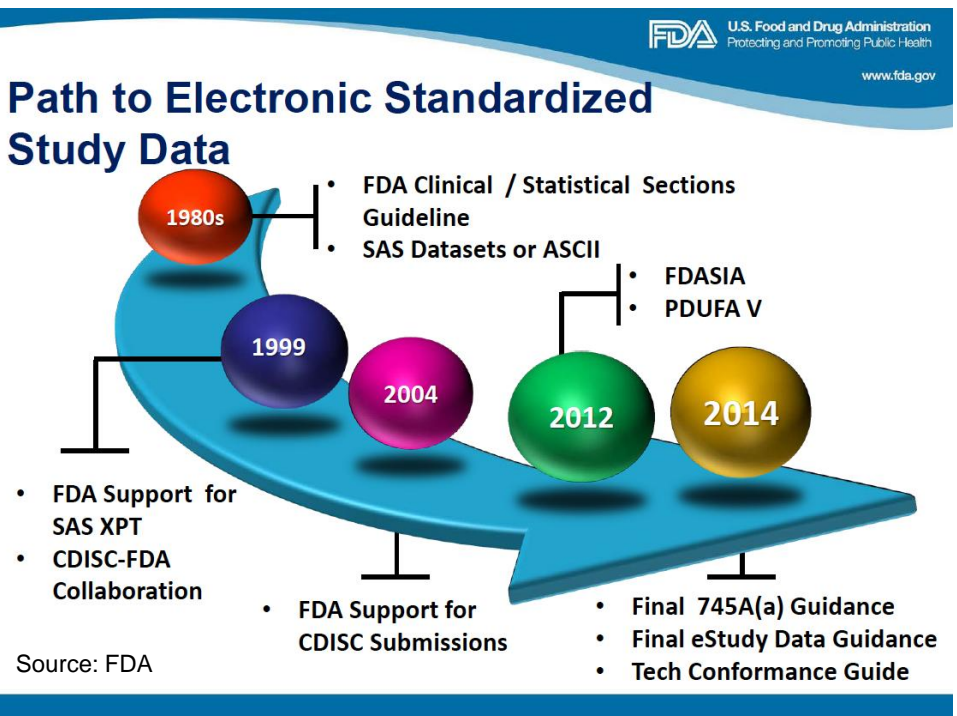 FDA
U.S. Food and Drug Administration
Protecting and Promoting Public Health
www.fda.gov
Path to Electronic Standardized
Study Data
1980s
• FDA Clinical / Statistical Sections
Guideline
• SAS Datasets or ASCII
• FDASIA
• PDUFA V
1999
2004
2012
2014
• FDA Support for
SAS XPT
• CDISC-FDA
Collaboration
• FDA Support for
CDISC Submissions
• Final 745A(a) Guidance
• Final eStudy Data Guidance
• Tech Conformance Guide
Source: FDA